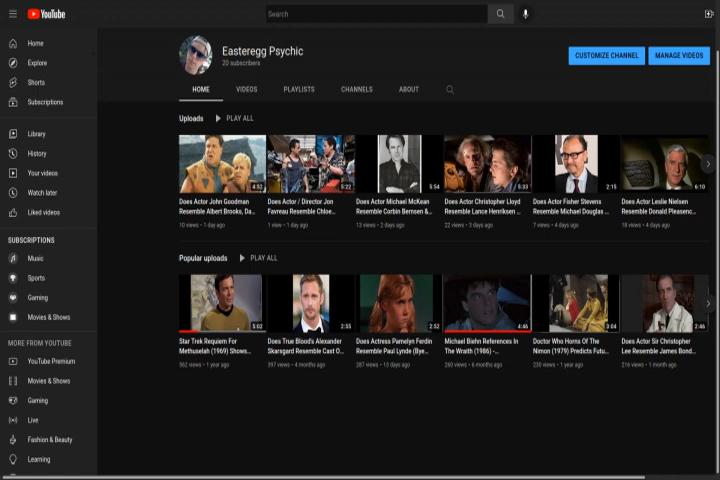 YouTube
Search
Home
Explore
Shorts
Subscriptions
Library
History
Your videos
Watch later
Liked videos
SUBSCRIPTIONS
Music
Sports
Gaming
Movies & Shows
MORE FROM YOUTUBE
YouTube Premium
Movies & Shows
Gaming
Live
Fashion & Beauty
Learning
Easteregg Psychic
20 subscribers
CUSTOMIZE CHANNEL
MANAGE VIDEOS
HOME
VIDEOS
PLAYLISTS
CHANNELS
ABOUT
Uploads
PLAY ALL
4:52
Does Actor John Goodman
Resemble Albert Brooks, Da...
10 views • 1 day ago
5:22
Does Actor / Director Jon
Favreau Resemble Chloe...
1 view • 1 day ago
5:54
Does Actor Michael McKean
Resemble Corbin Bernsen &...
13 views • 2 days ago
5:33
Does Actor Christopher Lloyd
Resemble Lance Henriksen ...
22 views • 3 days ago
2:15
Does Actor Fisher Stevens
Resemble Michael Douglas ...
7 views • 4 days ago
6:10
Does Actor Leslie Nielsen
Resemble Donald Pleasenc...
18 views • 4 days ago
Popular uploads
PLAY ALL
5:02
Star Trek Requiem For
Methuselah (1969) Shows...
562 views • 1 year ago
2:55
Does True Blood's Alexander
Skarsgard Resemble Cast O...
397 views • 4 months ago
2:52
Does Actress Pamelyn Ferdin
Resemble Paul Lynde (Bye...
287 views • 10 days ago
4:46
Michael Biehn References In
The Wraith (1986) -...
260 views • 6 months ago
3:04
Doctor Who Horns Of The
Nimon (1979) Predicts Futu...
230 views • 1 year ago
2:46
Does Actor Sir Christopher
Lee Resemble James Bond...
216 views • 1 month ago